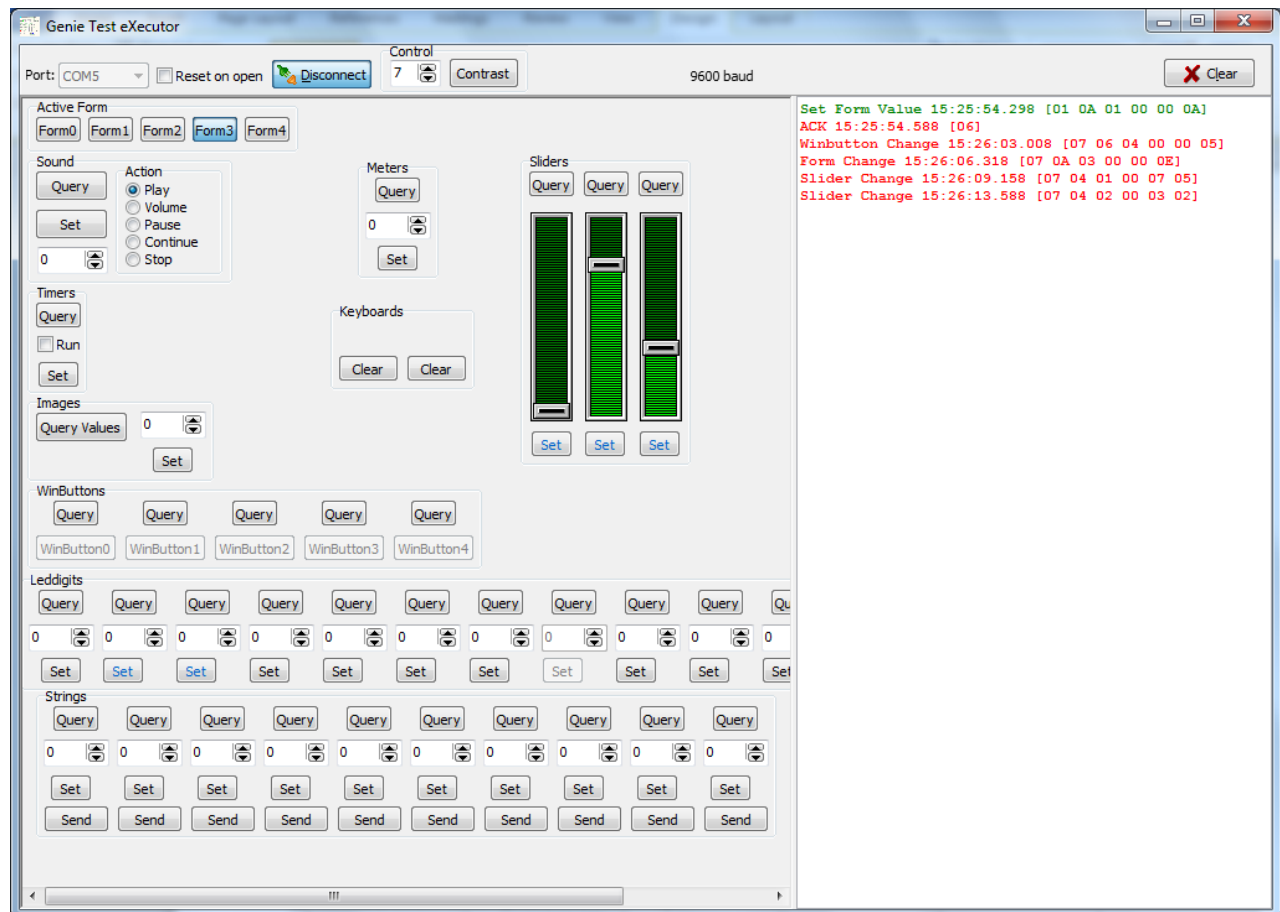 Genie Test eXecutor
Port: COM5 Reset on open Disconnect Control 7 Contrast 9600 baud Clear
Active Form
Form0 Form1 Form2 Form3 Form4
Sound
Query
Set
0
Action
Play
Volume
Pause
Continue
Stop
Meters
Query
0
Set
Sliders
Query Query Query
Set Set Set
Timers
Query
Run
Set
Keyboards
Clear Clear
Images
Query Values 0
Set
WinButtons
Query Query Query Query Query
WinButton0 WinButton1 WinButton2 WinButton3 WinButton4
Leddigits
Query Query Query Query Query Query Query Query Query Query Qu
0 0 0 0 0 0 0 0 0 0 0
Set Set Set Set Set Set Set Set Set Set Set
Strings
Query Query Query Query Query Query Query Query Query Query
0 0 0 0 0 0 0 0 0 0
Set Set Set Set Set Set Set Set Set Set
Send Send Send Send Send Send Send Send Send Send
Set Form Value 15:25:54.298 [01 0A 01 00 00 0A]
ACK 15:25:54.588 [06]
Winbutton Change 15:26:03.008 [07 06 04 00 00 05]
Form Change 15:26:06.318 [07 0A 03 00 00 0E]
Slider Change 15:26:09.158 [07 04 01 00 07 05]
Slider Change 15:26:13.588 [07 04 02 00 03 02]